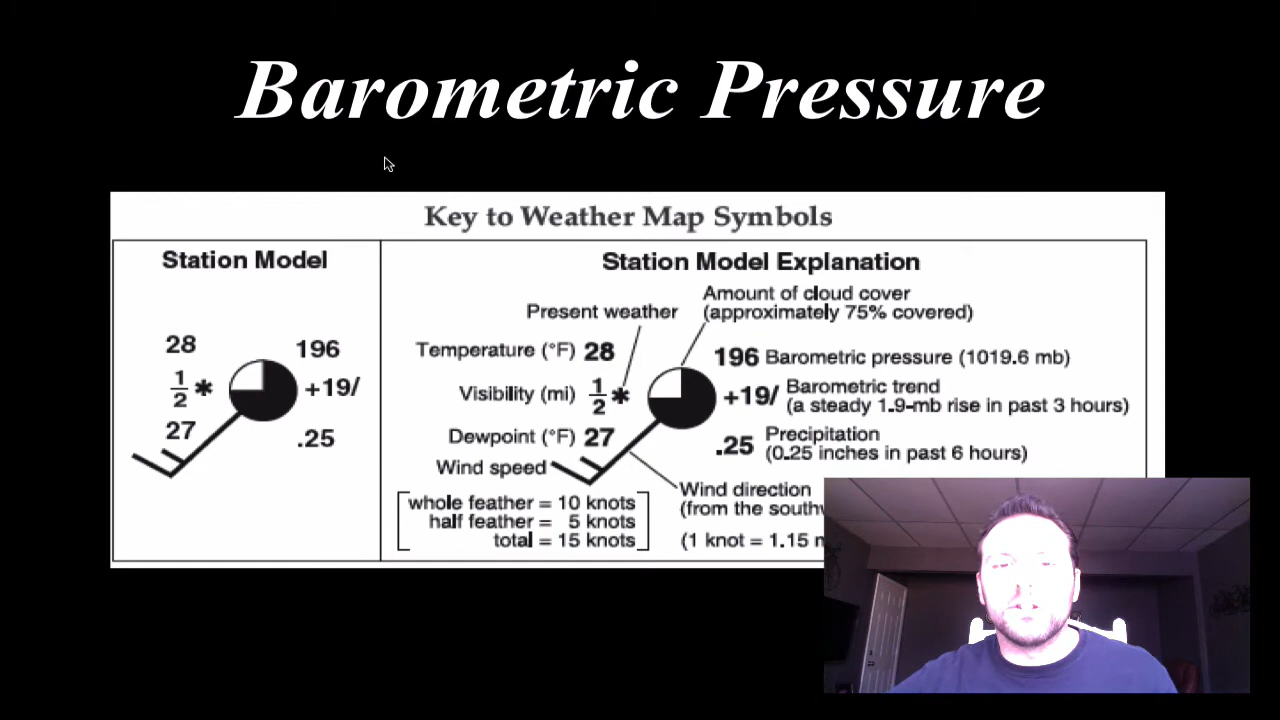 Barometric Pressure
Key to Weather Map Symbols
Station Model
28
196
1/2
+19/
27
.25
Station Model Explanation
Amount of cloud cover
(approximately 75% covered)
Present weather
Temperature (°F) 28
196 Barometric pressure (1019.6 mb)
Visibility (mi) 1/2
+19/ Barometric trend
(a steady 1.9-mb rise in past 3 hours)
Dewpoint (°F) 27
.25 Precipitation
(0.25 inches in past 6 hours)
Wind speed
whole feather = 10 knots
half feather = 5 knots
total = 15 knots
Wind direction
(from the
(1 knot = 1.15